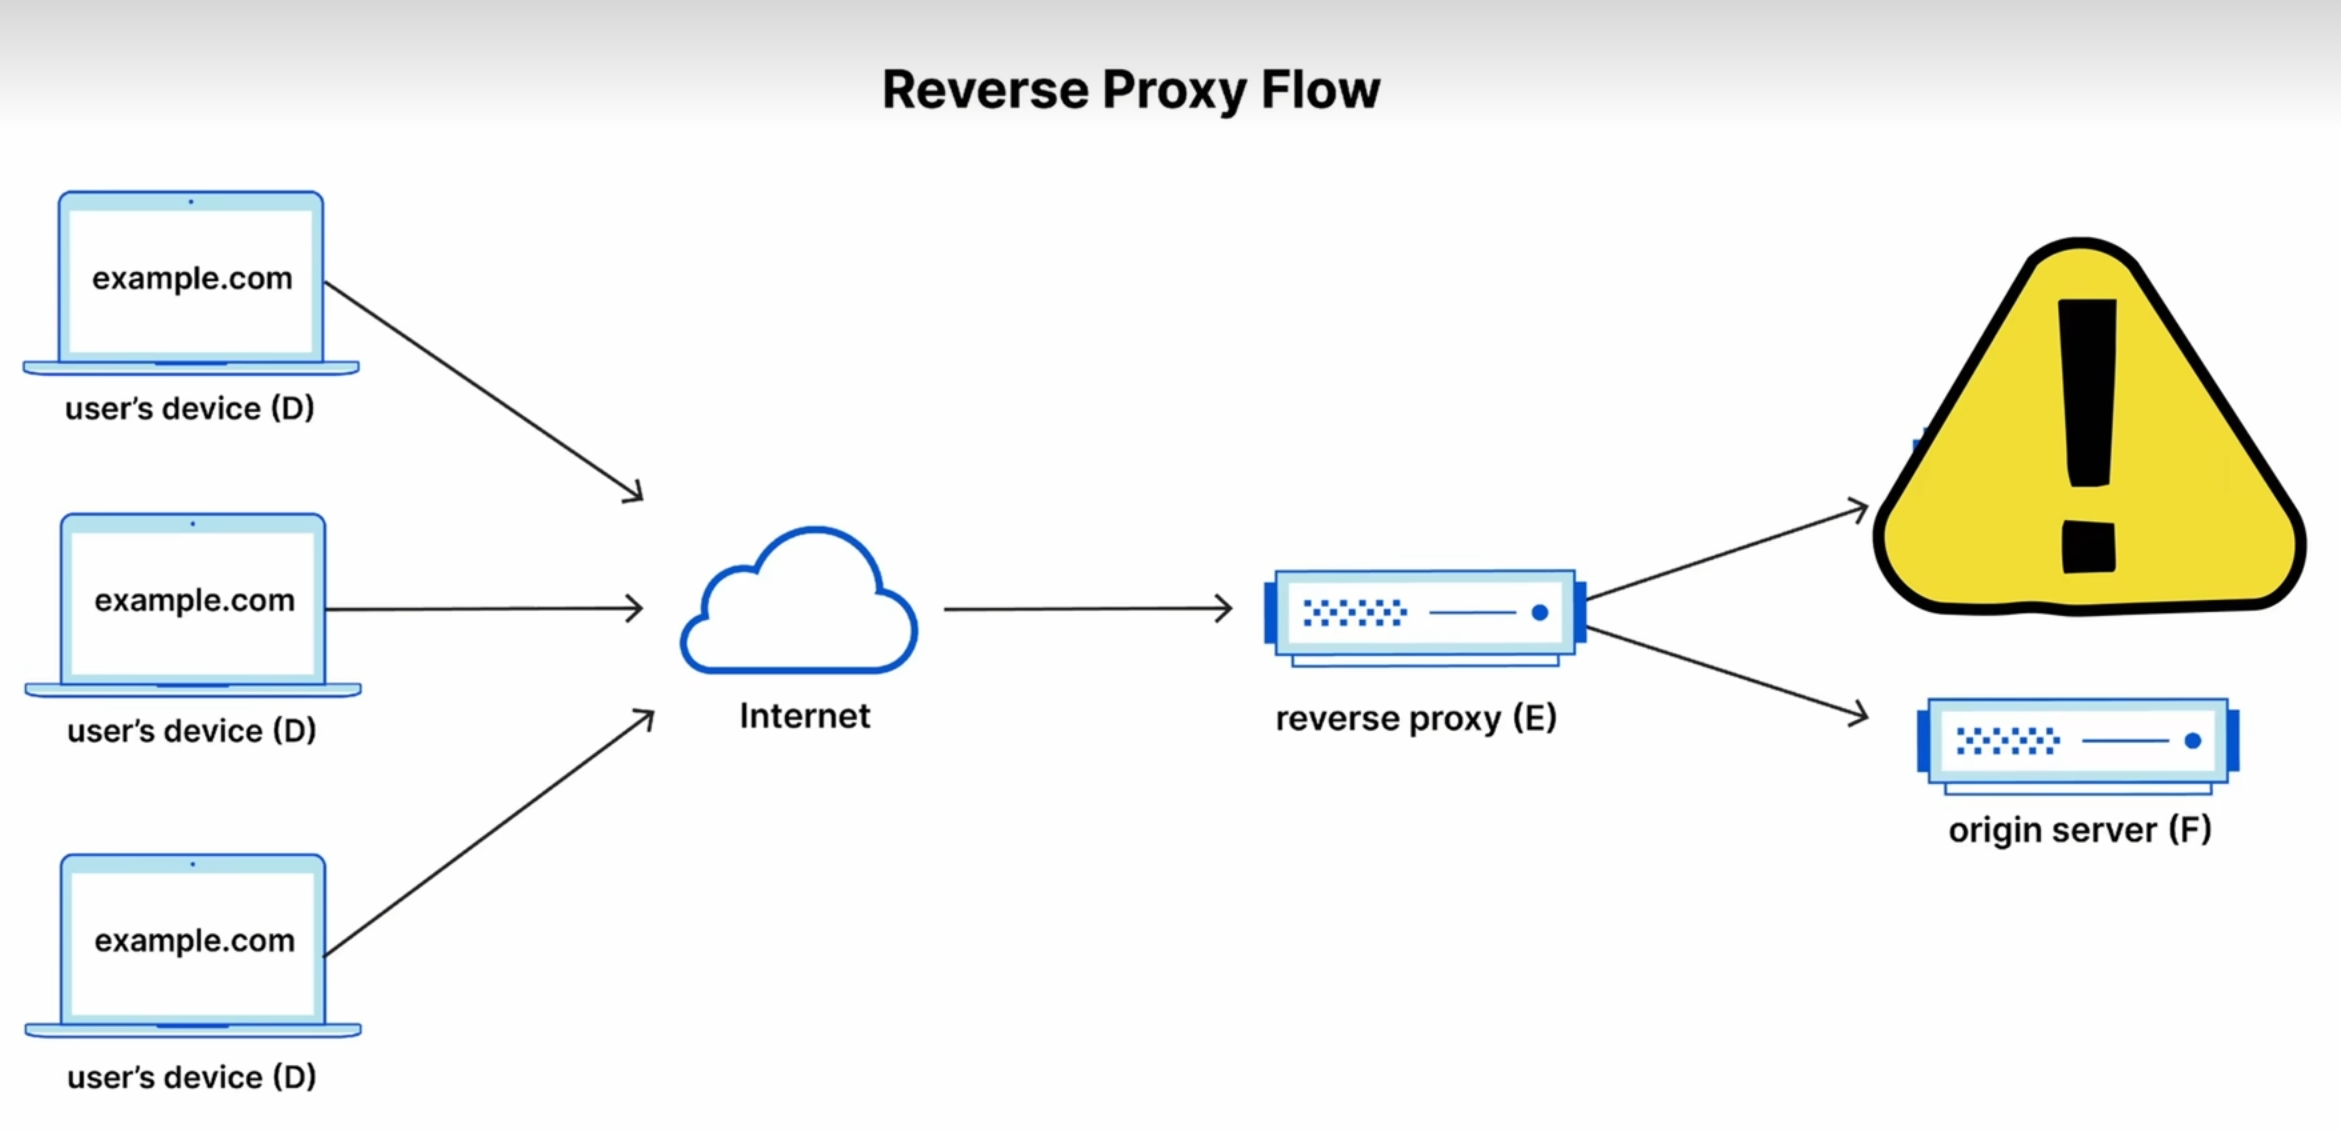 Reverse Proxy Flow
example.com
user's device (D)
example.com
user's device (D)
example.com
user's device (D)
Internet
reverse proxy (E)
origin server (F)